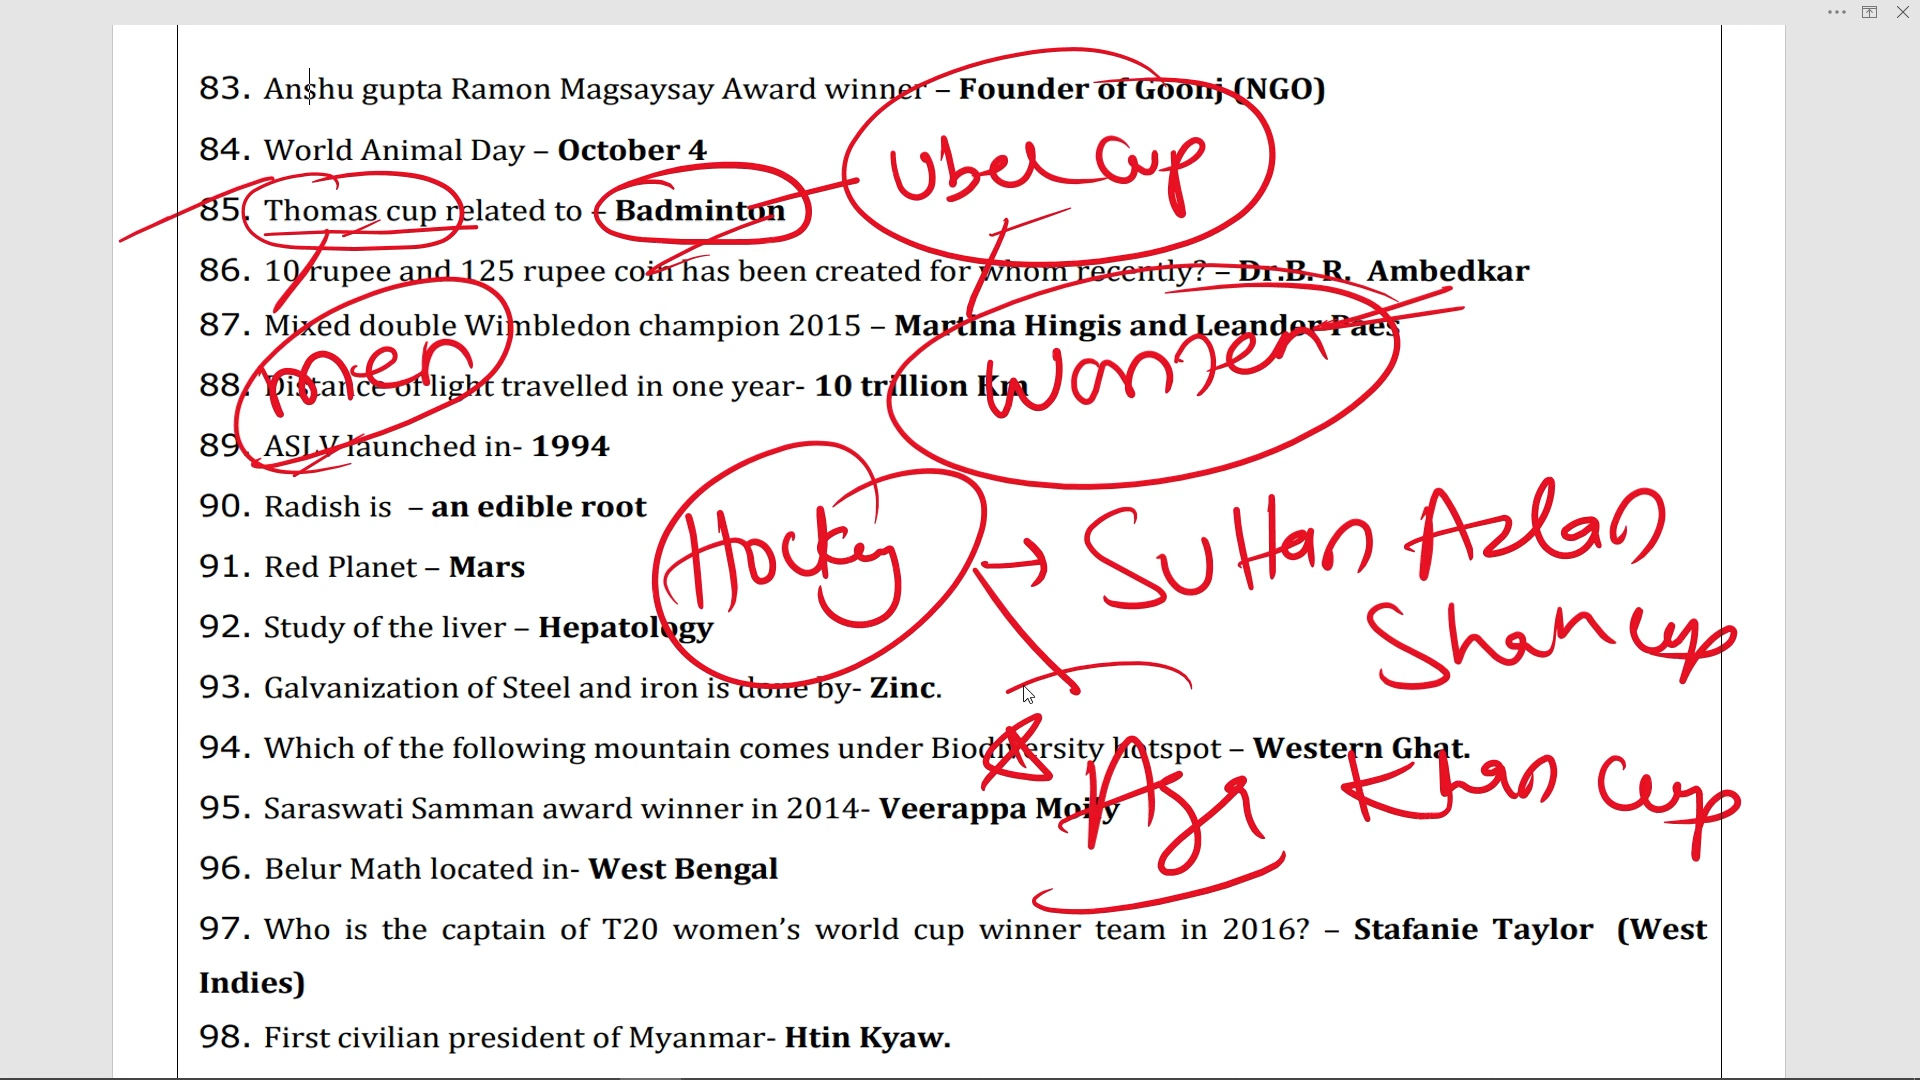 83. Anshu gupta Ramon Magsaysay Award winner – Founder of Goonj (NGO)
84. World Animal Day – October 4
Uber Cup
85. Thomas cup related to – Badminton
86. 10 rupee and 125 rupee coin has been created for whom recently? – Dr.B. R. Ambedkar
87. Mixed double Wimbledon champion 2015 – Martina Hingis and Leander Paes
men
Women
88. Distance of light travelled in one year- 10 trillion Km
89. ASLV launched in- 1994
90. Radish is – an edible root
Hockey → Sultan Azlan
Shah cup
91. Red Planet – Mars
92. Study of the liver – Hepatology
93. Galvanization of Steel and iron is done by- Zinc.
94. Which of the following mountain comes under Biodiversity hotspot – Western Ghat.
Aga Khan Cup
95. Saraswati Samman award winner in 2014- Veerappa Moily
96. Belur Math located in- West Bengal
97. Who is the captain of T20 women’s world cup winner team in 2016? – Stafanie Taylor (West
Indies)
98. First civilian president of Myanmar- Htin Kyaw.